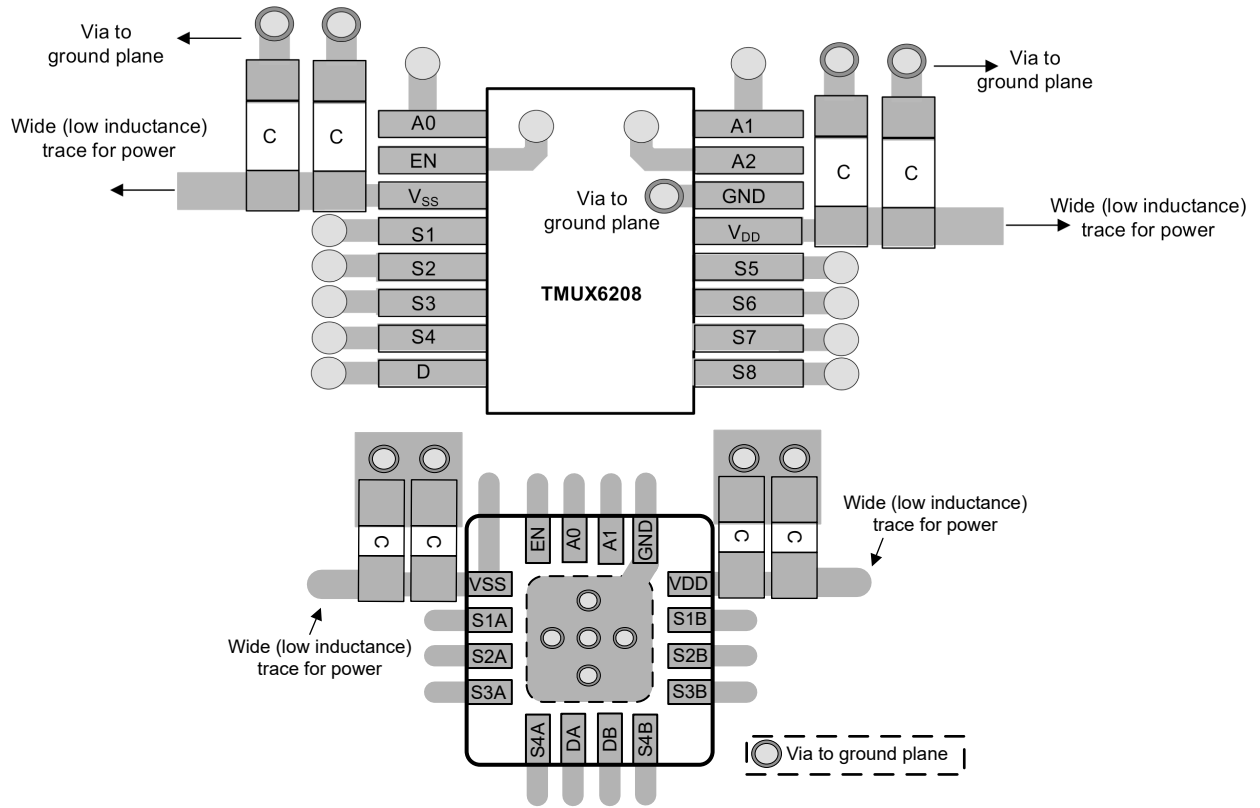 Via to
ground plane
Via to
ground plane
Wide (low inductance)
trace for power
C
C
C
C
A0
EN
VSS
S1
S2
S3
S4
D
Via to
ground plane
TMUX6208
A1
A2
GND
VDD
S5
S6
S7
S8
Wide (low inductance)
trace for power
C
C
C
C
Wide (low inductance)
trace for power
EN
A0
A1
GND
VSS
S1A
S2A
S3A
VDD
S1B
S2B
S3B
Wide (low inductance)
trace for power
S4A
DA
DB
S4B
Via to ground plane